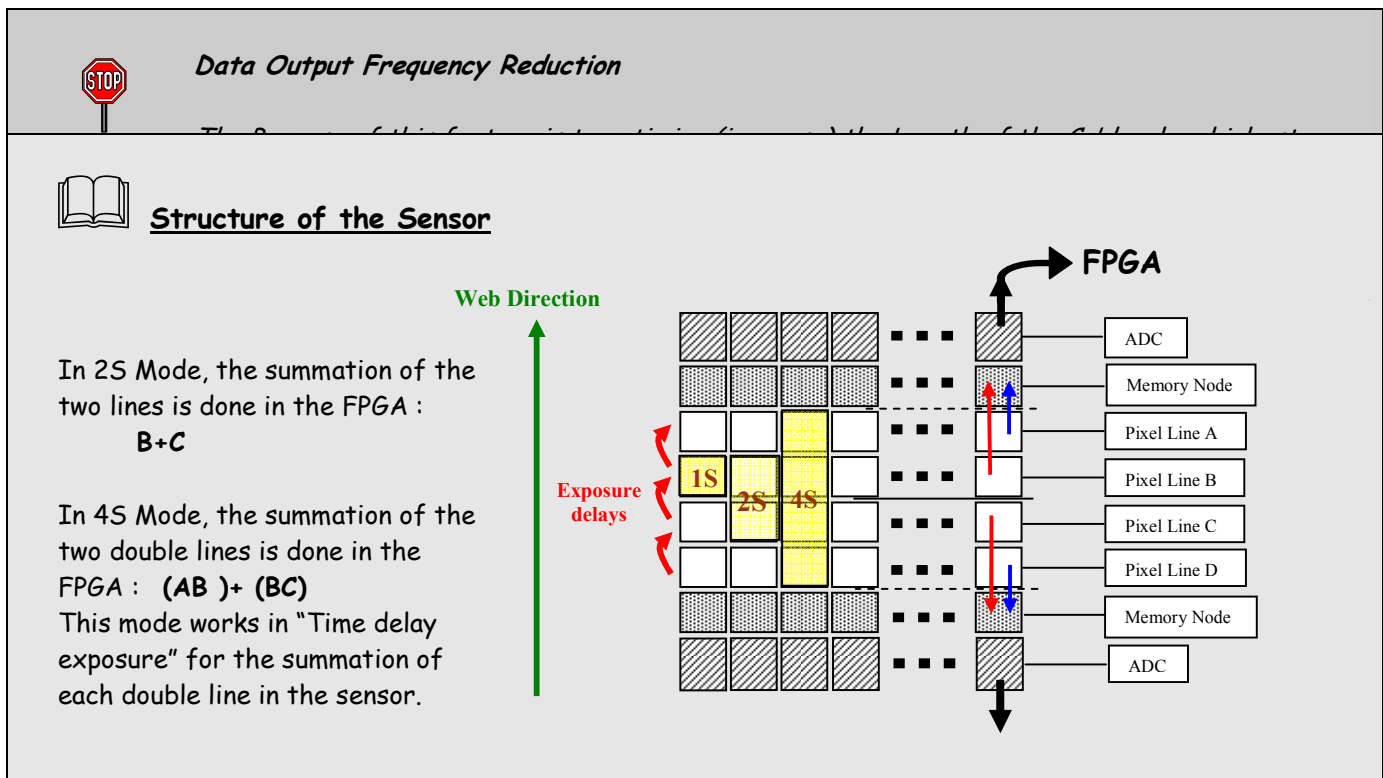 STOP
Data Output Frequency Reduction
Structure of the Sensor
FPGA
Web Direction
In 2S Mode, the summation of the
two lines is done in the FPGA :
B+C
In 4S Mode, the summation of the
two double lines is done in the
FPGA : (AB )+ (BC)
This mode works in “Time delay
exposure” for the summation of
each double line in the sensor.
Exposure
delays
1S
2S
4S
ADC
Memory Node
Pixel Line A
Pixel Line B
Pixel Line C
Pixel Line D
Memory Node
ADC